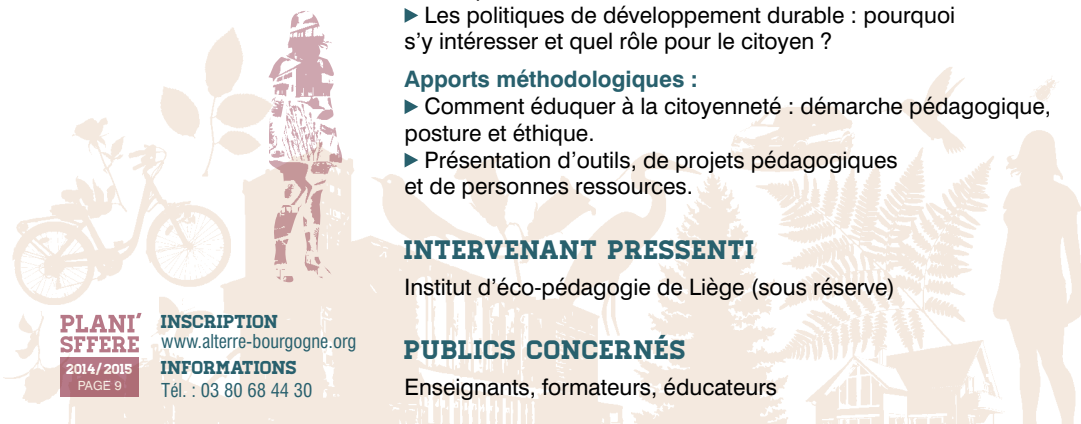 ► Les politiques de développement durable : pourquoi
s'y intéresser et quel rôle pour le citoyen ?
Apports méthodologiques :
► Comment éduquer à la citoyenneté : démarche pédagogique,
posture et éthique.
► Présentation d'outils, de projets pédagogiques
et de personnes ressources.
INTERVENANT PRESSENTI
Institut d'éco-pédagogie de Liège (sous réserve)
PUBLICS CONCERNÉS
Enseignants, formateurs, éducateurs
PLANI'
SFFERE
2014/2015
PAGE 9
INSCRIPTION
www.alterre-bourgogne.org
INFORMATIONS
Tél. : 03 80 68 44 30